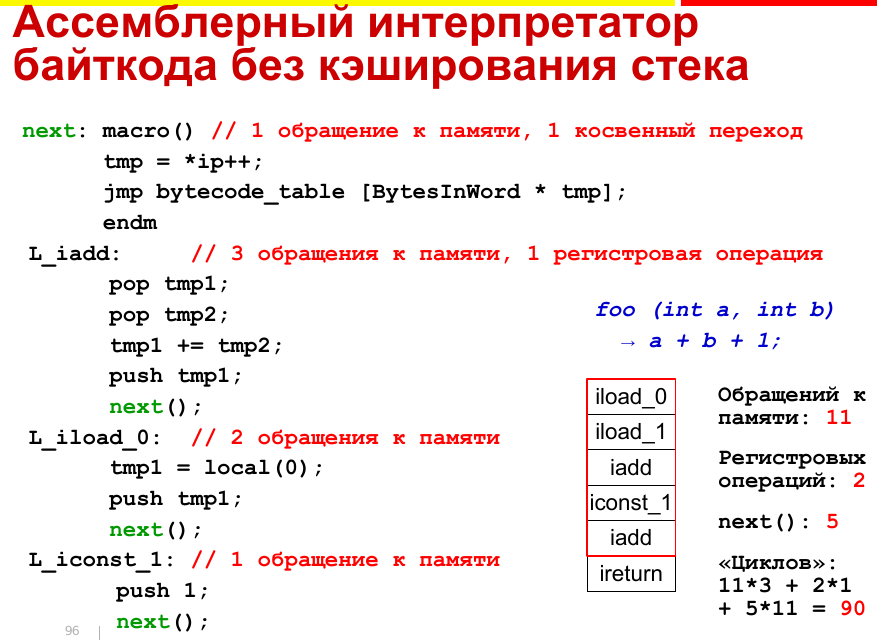 Ассемблерный интерпретатор
байткода без кэширования стека
next: macro() // 1 обращение к памяти, 1 косвенный переход
tmp = *ip++;
jmp bytecode_table [BytesInWord * tmp];
endm
L_iadd: // 3 обращения к памяти, 1 регистровая операция
pop tmp1;
pop tmp2;
tmp1 += tmp2;
push tmp1;
next();
L_iload_0: // 2 обращения к памяти
tmp1 = local(0);
push tmp1;
next();
L_iconst_1: // 1 обращение к памяти
push 1;
next();
foo (int a, int b)
→ a + b + 1;
iload_0
iload_1
iadd
iconst_1
iadd
ireturn
Обращений к
памяти: 11
Регистровых
операций: 2
next(): 5
«Циклов»:
11*3 + 2*1
+ 5*11 = 90
96